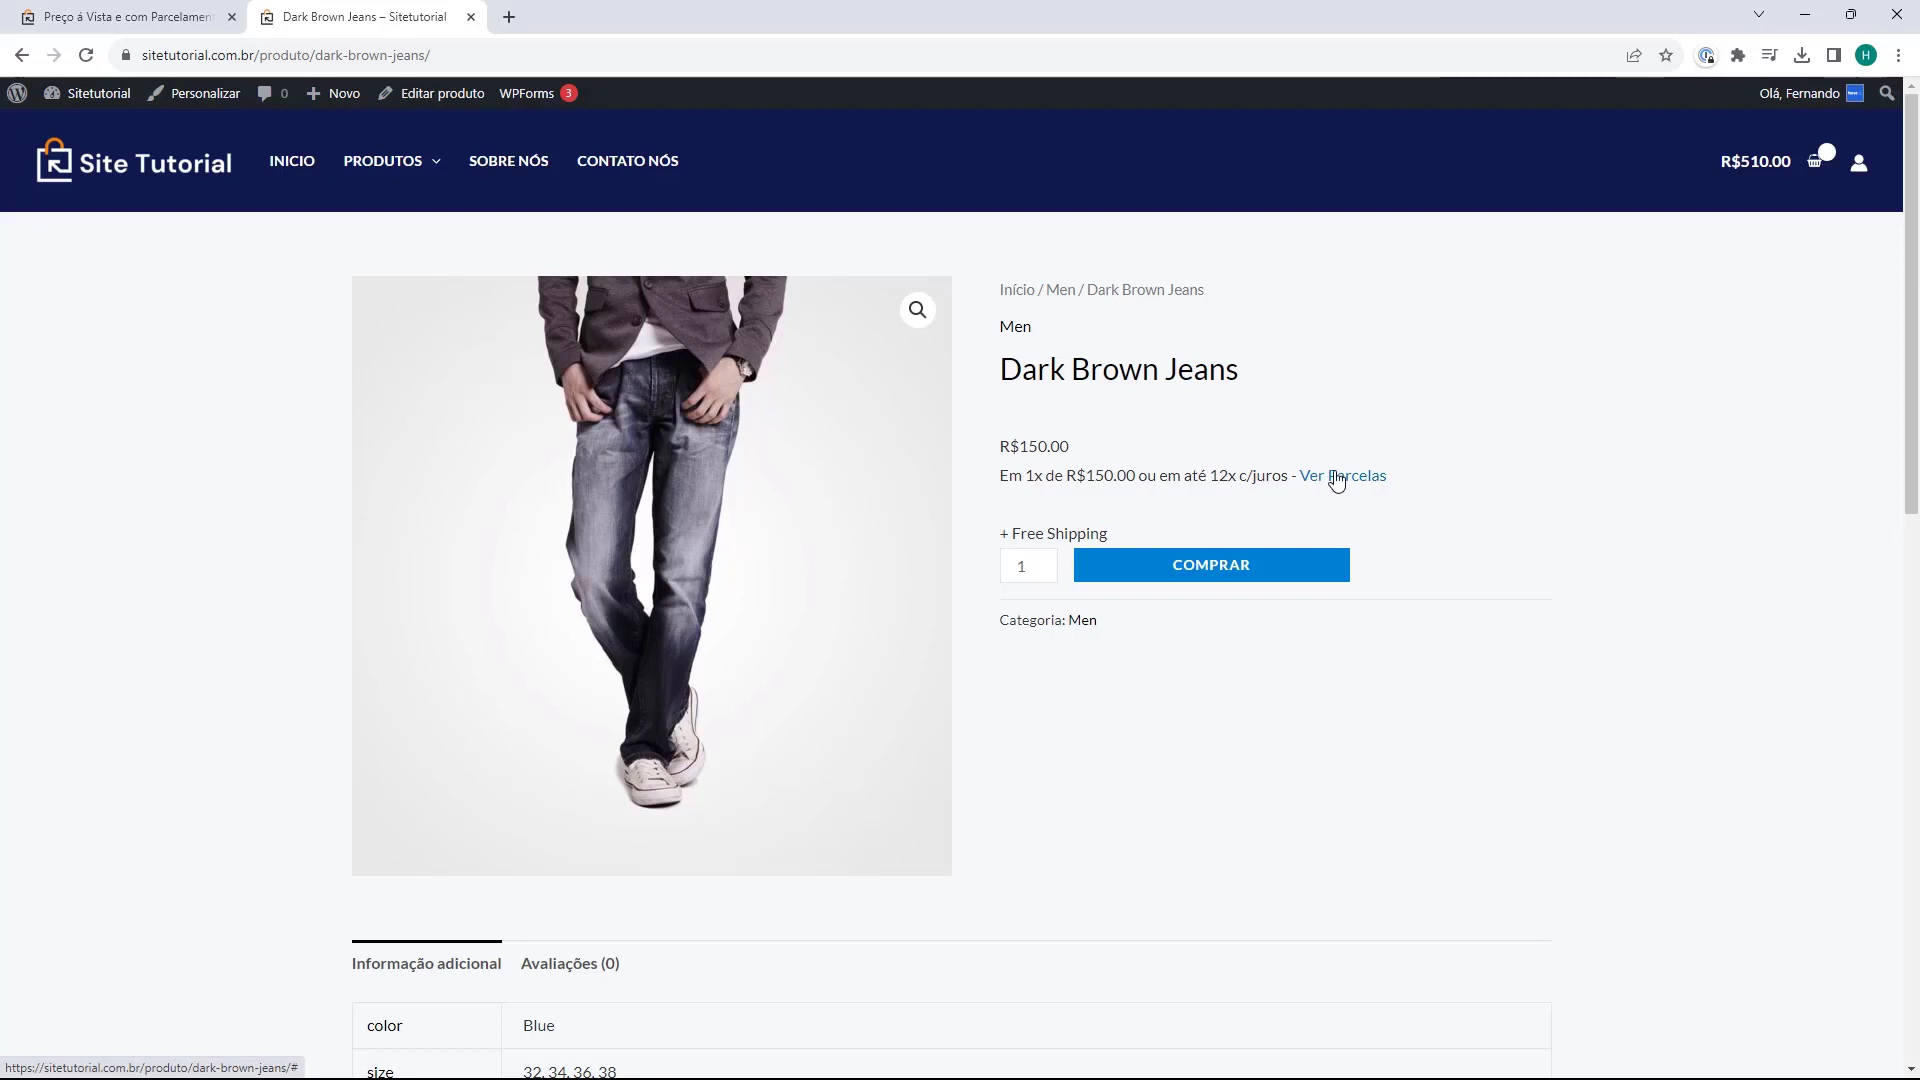 Preço á Vista e com Parcelamen
Dark Brown Jeans – Sitetutorial
sitetutorial.com.br/produto/dark-brown-jeans/
H
Sitetutorial
Personalizar
0
Novo
Editar produto
WPForms 3
Olá, Fernando
Site Tutorial
INICIO
PRODUTOS
SOBRE NÓS
CONTATO NÓS
R$510.00
Início / Men / Dark Brown Jeans
Men
Dark Brown Jeans
R$150.00
Em 1x de R$150.00 ou em até 12x c/juros - Ver Parcelas
+ Free Shipping
1
COMPRAR
Categoria: Men
Informação adicional
Avaliações (0)
color
Blue
size
32, 34, 36, 38
https://sitetutorial.com.br/produto/dark-brown-jeans/#